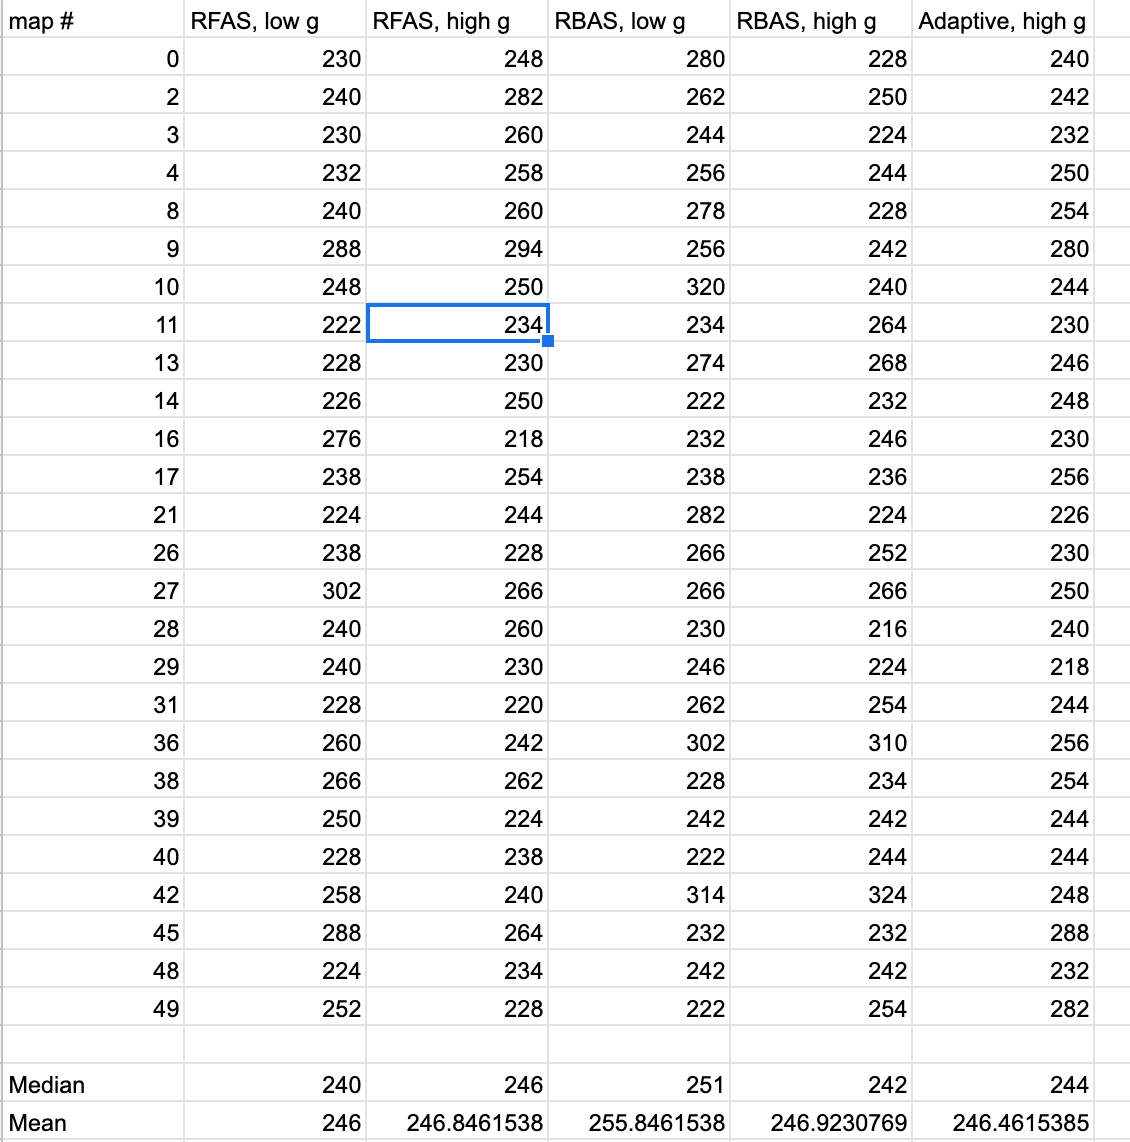 map # RFAS, low g RFAS, high g RBAS, low g RBAS, high g Adaptive, high g
0 230 248 280 228 240
2 240 282 262 250 242
3 230 260 244 224 232
4 232 258 256 244 250
8 240 260 278 228 254
9 288 294 256 242 280
10 248 250 320 240 244
11 222 234 234 264 230
13 228 230 274 268 246
14 226 250 222 232 248
16 276 218 232 246 230
17 238 254 238 236 256
21 224 244 282 224 226
26 238 228 266 252 230
27 302 266 266 266 250
28 240 260 230 216 240
29 240 230 246 224 218
31 228 220 262 254 244
36 260 242 302 310 256
38 266 262 228 234 254
39 250 224 242 242 244
40 228 238 222 244 244
42 258 240 314 324 248
45 288 264 232 232 288
48 224 234 242 242 232
49 252 228 222 254 282
Median 240 246 251 242 244
Mean 246 246.8461538 255.8461538 246.9230769 246.4615385